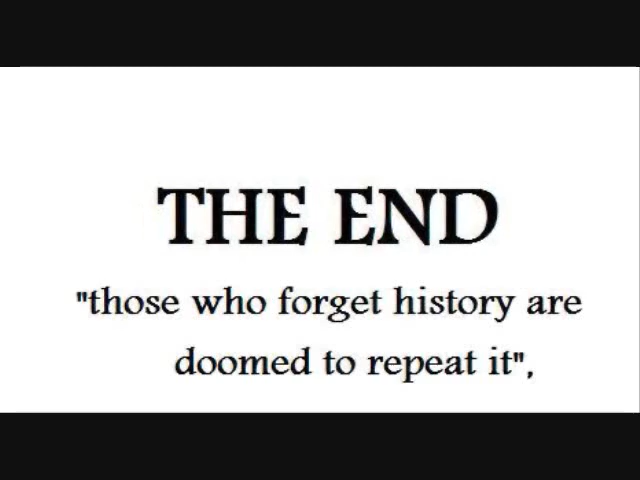 THE END
"those who forget history are
doomed to repeat it",